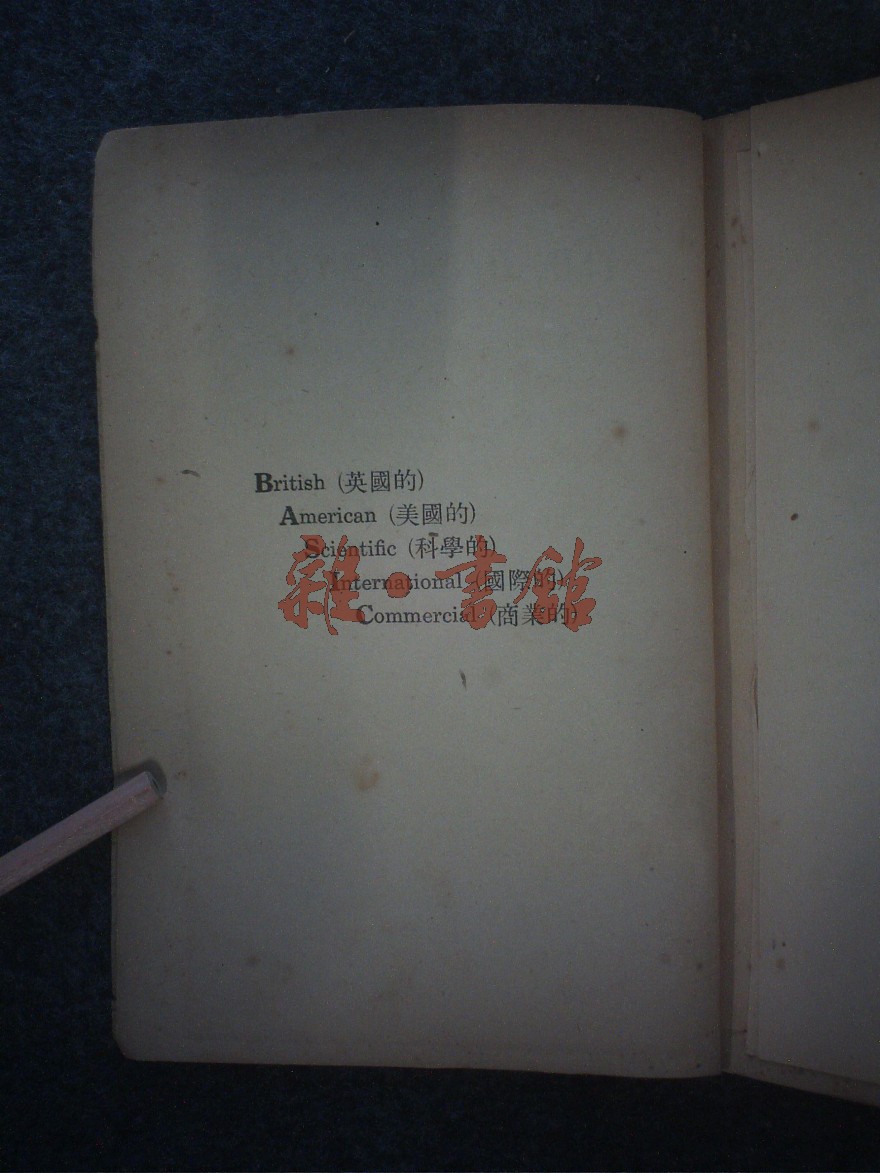 British (英國的)
American (美國的)
Scientific (科學的)
International (國際的)
Commercial (商業的)
雜·書館